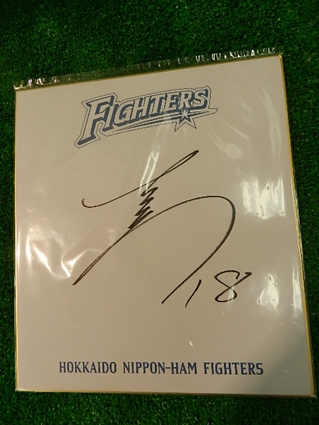 FIGHTERS
18
HOKKAIDO NIPPON-HAM FIGHTERS